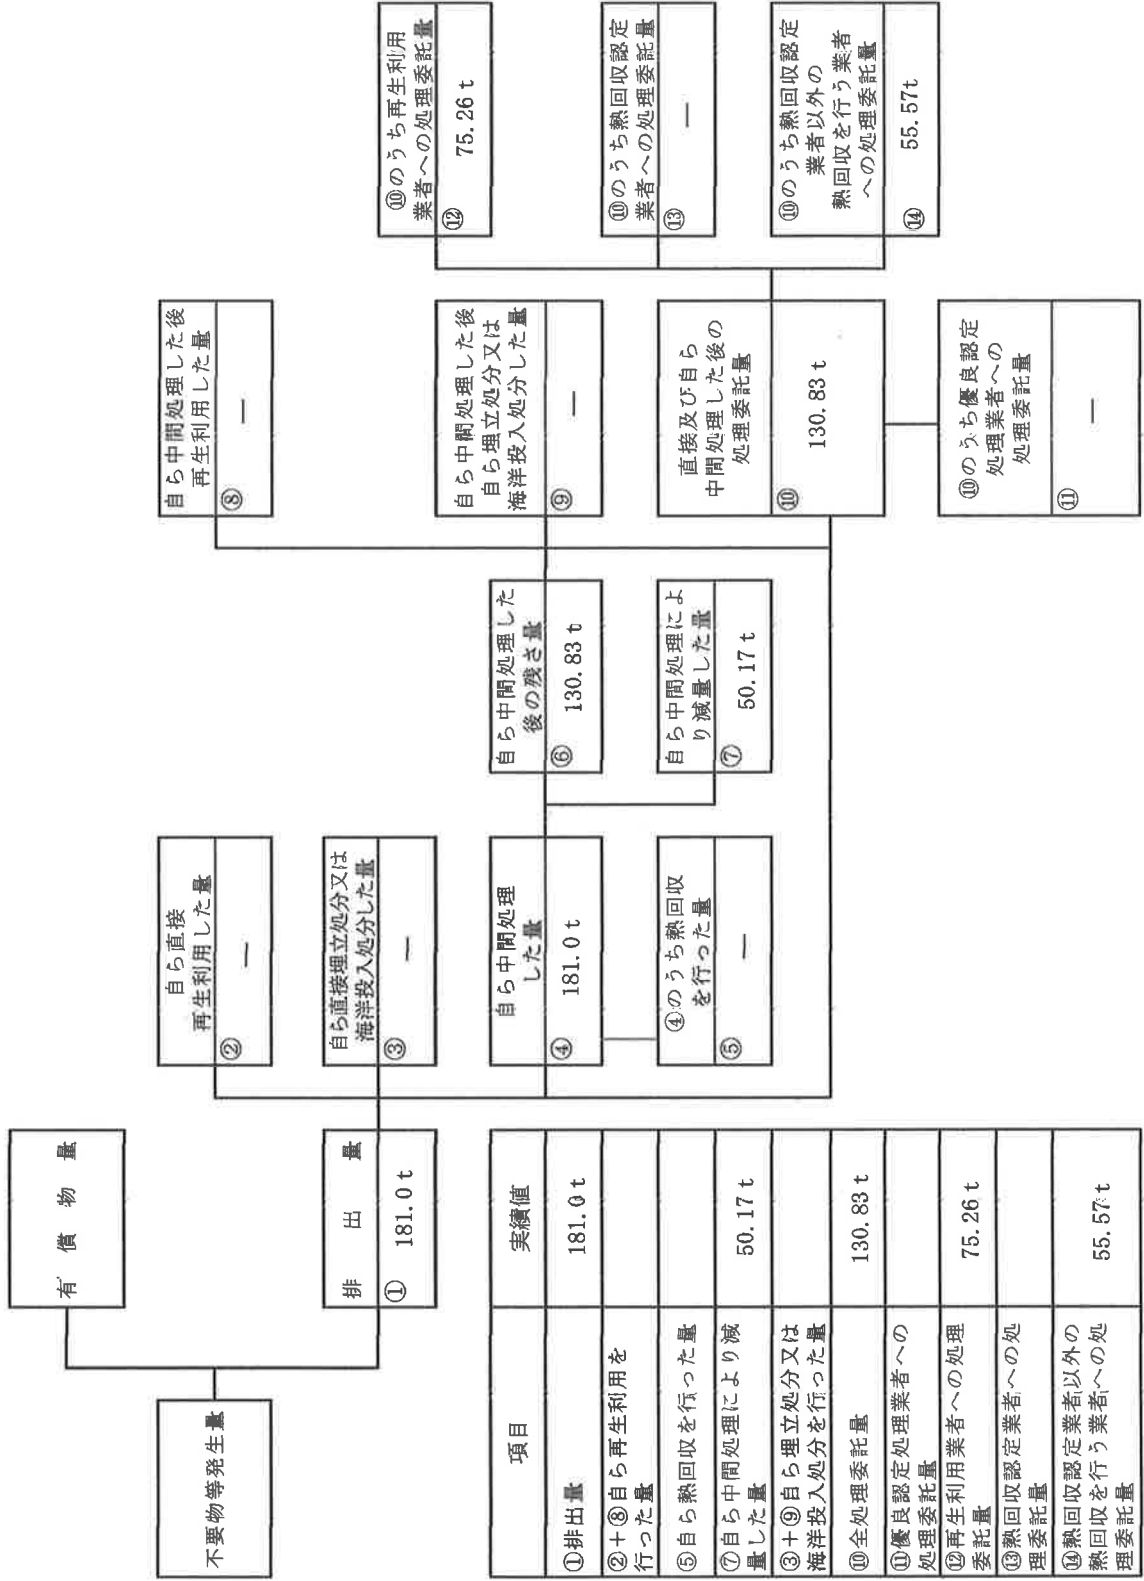 不要物等発生量
有償物量
排出量
①
181.0 t
自ら直接
再生利用した量
②
—
自ら直接埋立処分又は
海洋投入処分した量
③
—
自ら中間処理
した量
④
181.0 t
④のうち熱回収
を行った量
⑤
—
自ら中間処理した
後の残さ量
⑥
130.83 t
自ら中間処理によ
り減量した量
⑦
50.17 t
自ら中間処理した後
再生利用した量
⑧
—
自ら中間処理した後
自ら埋立処分又は
海洋投入処分した量
⑨
—
直接及び自ら
中間処理した後の
処理委託量
⑩
130.83 t
⑩のうち優良認定
処理業者への
処理委託量
⑪
—
⑩のうち再生利用
業者への処理委託量
⑫
75.26 t
⑩のうち熱回収認定
業者への処理委託量
⑬
—
⑩のうち熱回収認定
業者以外の
熱回収を行う業者
への処理委託量
⑭
55.57t
項目
実績値
①排出量
181.0 t
②+⑧自ら再生利用を
行った量
⑤自ら熱回収を行った量
⑦自ら中間処理により減
量した量
50.17 t
③+⑨自ら埋立処分又は
海洋投入処分を行った量
⑩全処理委託量
130.83 t
⑪優良認定処理業者への
処理委託量
⑫再生利用業者への処理
委託量
75.26 t
⑬熱回収認定業者への処
理委託量
⑭熱回収認定業者以外の
熱回収を行う業者への処
理委託量
55.57 t